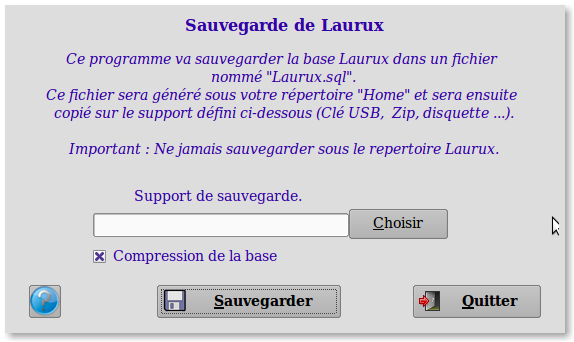 Sauvegarde de Laurux
Ce programme va sauvegarder la base Laurux dans un fichier
nommé "Laurux.sql".
Ce fichier sera généré sous votre répertoire "Home" et sera ensuite
copié sur le support défini ci-dessous (Clé USB, Zip, disquette ...).
Important : Ne jamais sauvegarder sous le repertoire Laurux.
Support de sauvegarde.
Choisir
Compression de la base
?
Sauvegarder
Quitter